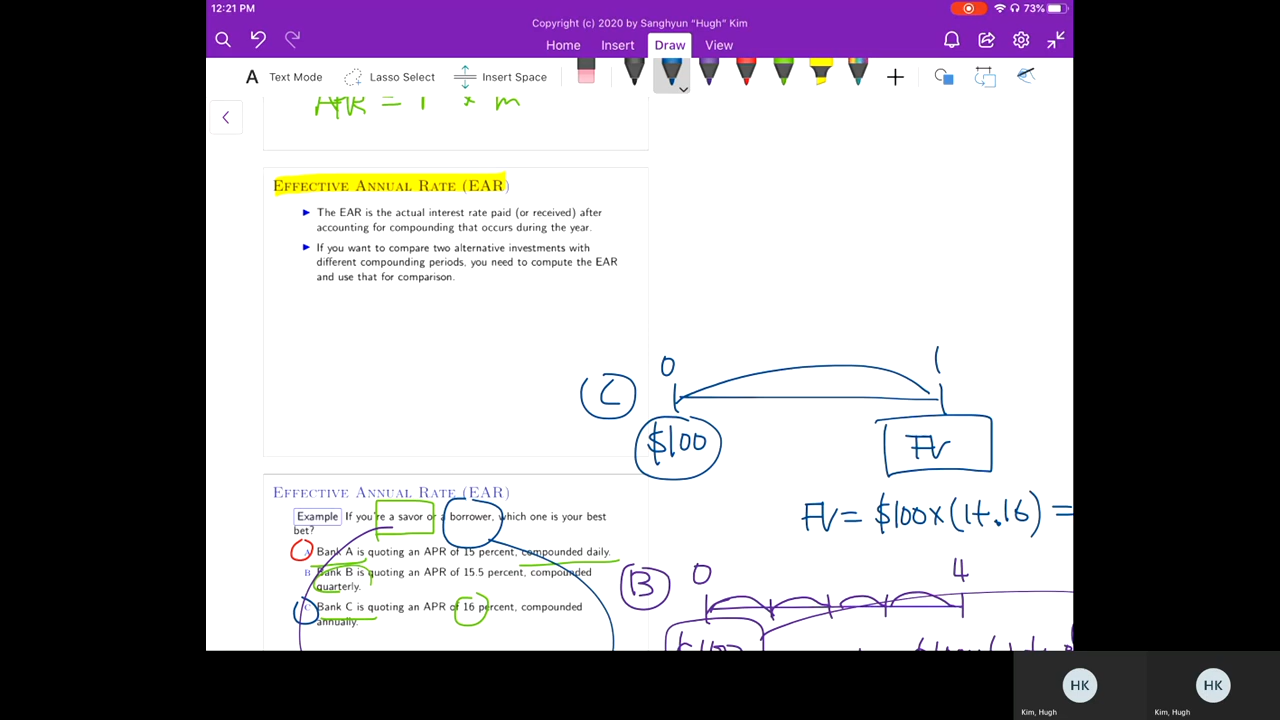 12:21 PM
73%
Copyright (c) 2020 by Sanghyun "Hugh" Kim
Home Insert Draw View
A Text Mode Lasso Select Insert Space
APR = r × m
EFFECTIVE ANNUAL RATE (EAR)
► The EAR is the actual interest rate paid (or received) after
accounting for compounding that occurs during the year.
► If you want to compare two alternative investments with
different compounding periods, you need to compute the EAR
and use that for comparison.
0 1
C
$100 FV
FV = $100x(1+.16) =
EFFECTIVE ANNUAL RATE (EAR)
Example If you're a savor or a borrower, which one is your best
bet?
A Bank A is quoting an APR of 15 percent, compounded daily.
B Bank B is quoting an APR of 15.5 percent, compounded
quarterly.
C Bank C is quoting an APR of 16 percent, compounded
annually.
B 0 4
HK HK
Kim, Hugh Kim, Hugh